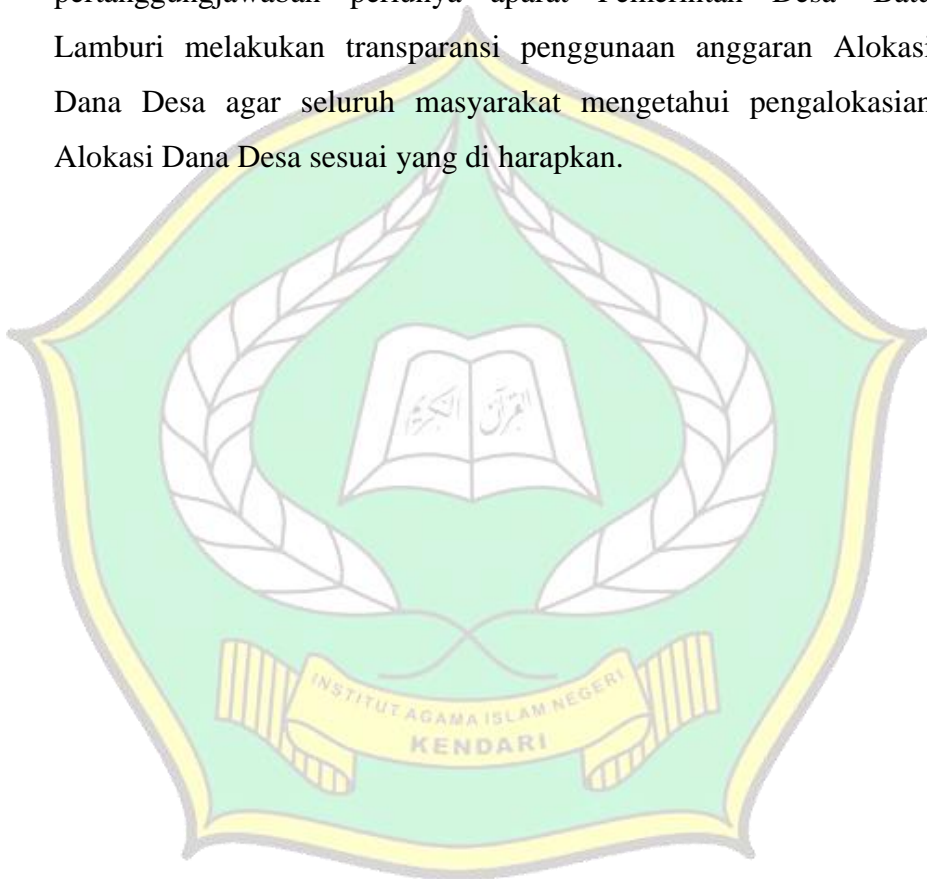 pertanggungjawaban perlunya aparat Pemerintah Desa Batu
Lamburi melakukan transparansi penggunaan anggaran Alokasi
Dana Desa agar seluruh masyarakat mengetahui pengalokasian
Alokasi Dana Desa sesuai yang di harapkan.
القرآن الكريم
INSTITUT AGAMA ISLAM NEGERI
KENDARI